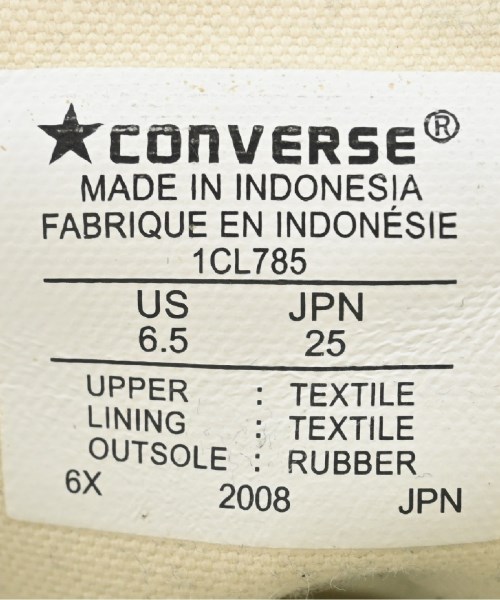 ★CONVERSE®
MADE IN INDONESIA
FABRIQUE EN INDONÉSIE
1CL785
US JPN
6.5 25
UPPER : TEXTILE
LINING : TEXTILE
OUTSOLE : RUBBER
6X 2008 JPN